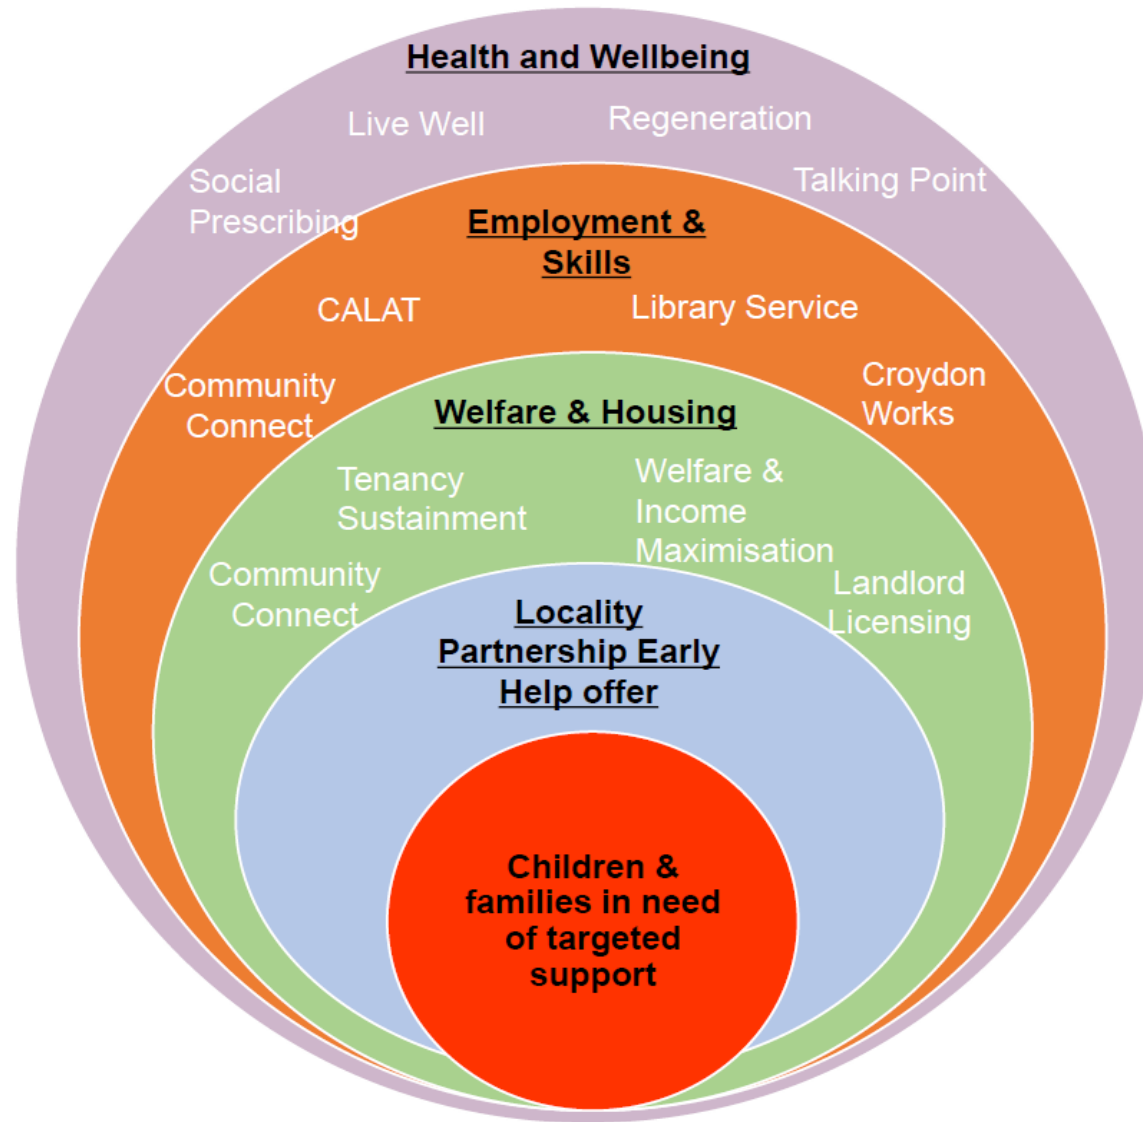 Health and Wellbeing
Live Well
Regeneration
Social
Prescribing
Talking Point
Employment &
Skills
CALAT
Library Service
Community
Connect
Croydon
Works
Welfare & Housing
Tenancy
Sustainment
Welfare &
Income
Maximisation
Community
Connect
Landlord
Licensing
Locality
Partnership Early
Help offer
Children &
families in need
of targeted
support